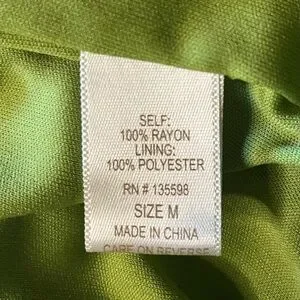 SELF:
100% RAYON
LINING:
100% POLYESTER
RN # 135598
SIZE M
MADE IN CHINA
CARE ON REVERSE